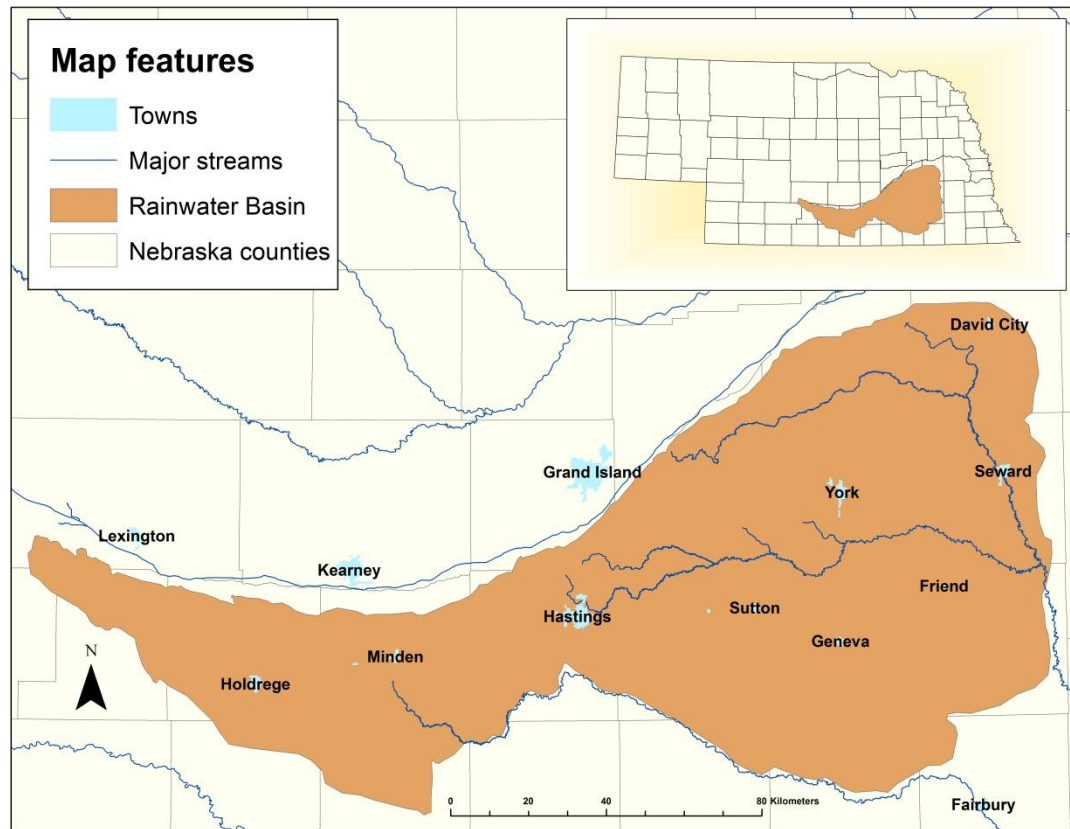 Map features
Towns
Major streams
Rainwater Basin
Nebraska counties
David City
Grand Island
Seward
York
Lexington
Kearney
Friend
Hastings
Sutton
Geneva
Minden
Holdrege
N
0 20 40 80 Kilometers
Fairbury